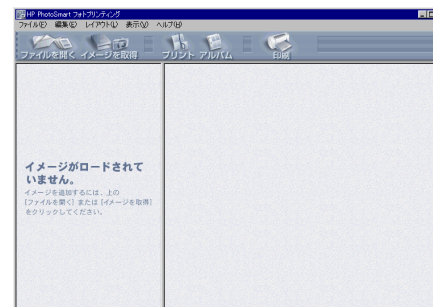 HP PhotoSmart フォトプリンティング
ファイル(F) 編集(E) レイアウト(L) 表示(V) ヘルプ(H)
ファイルを開く イメージを取得 プリント アルバム 印刷
イメージがロードされて
いません。
イメージを追加するには、上の
[ファイルを開く] または [イメージを取得]
をクリックしてください。